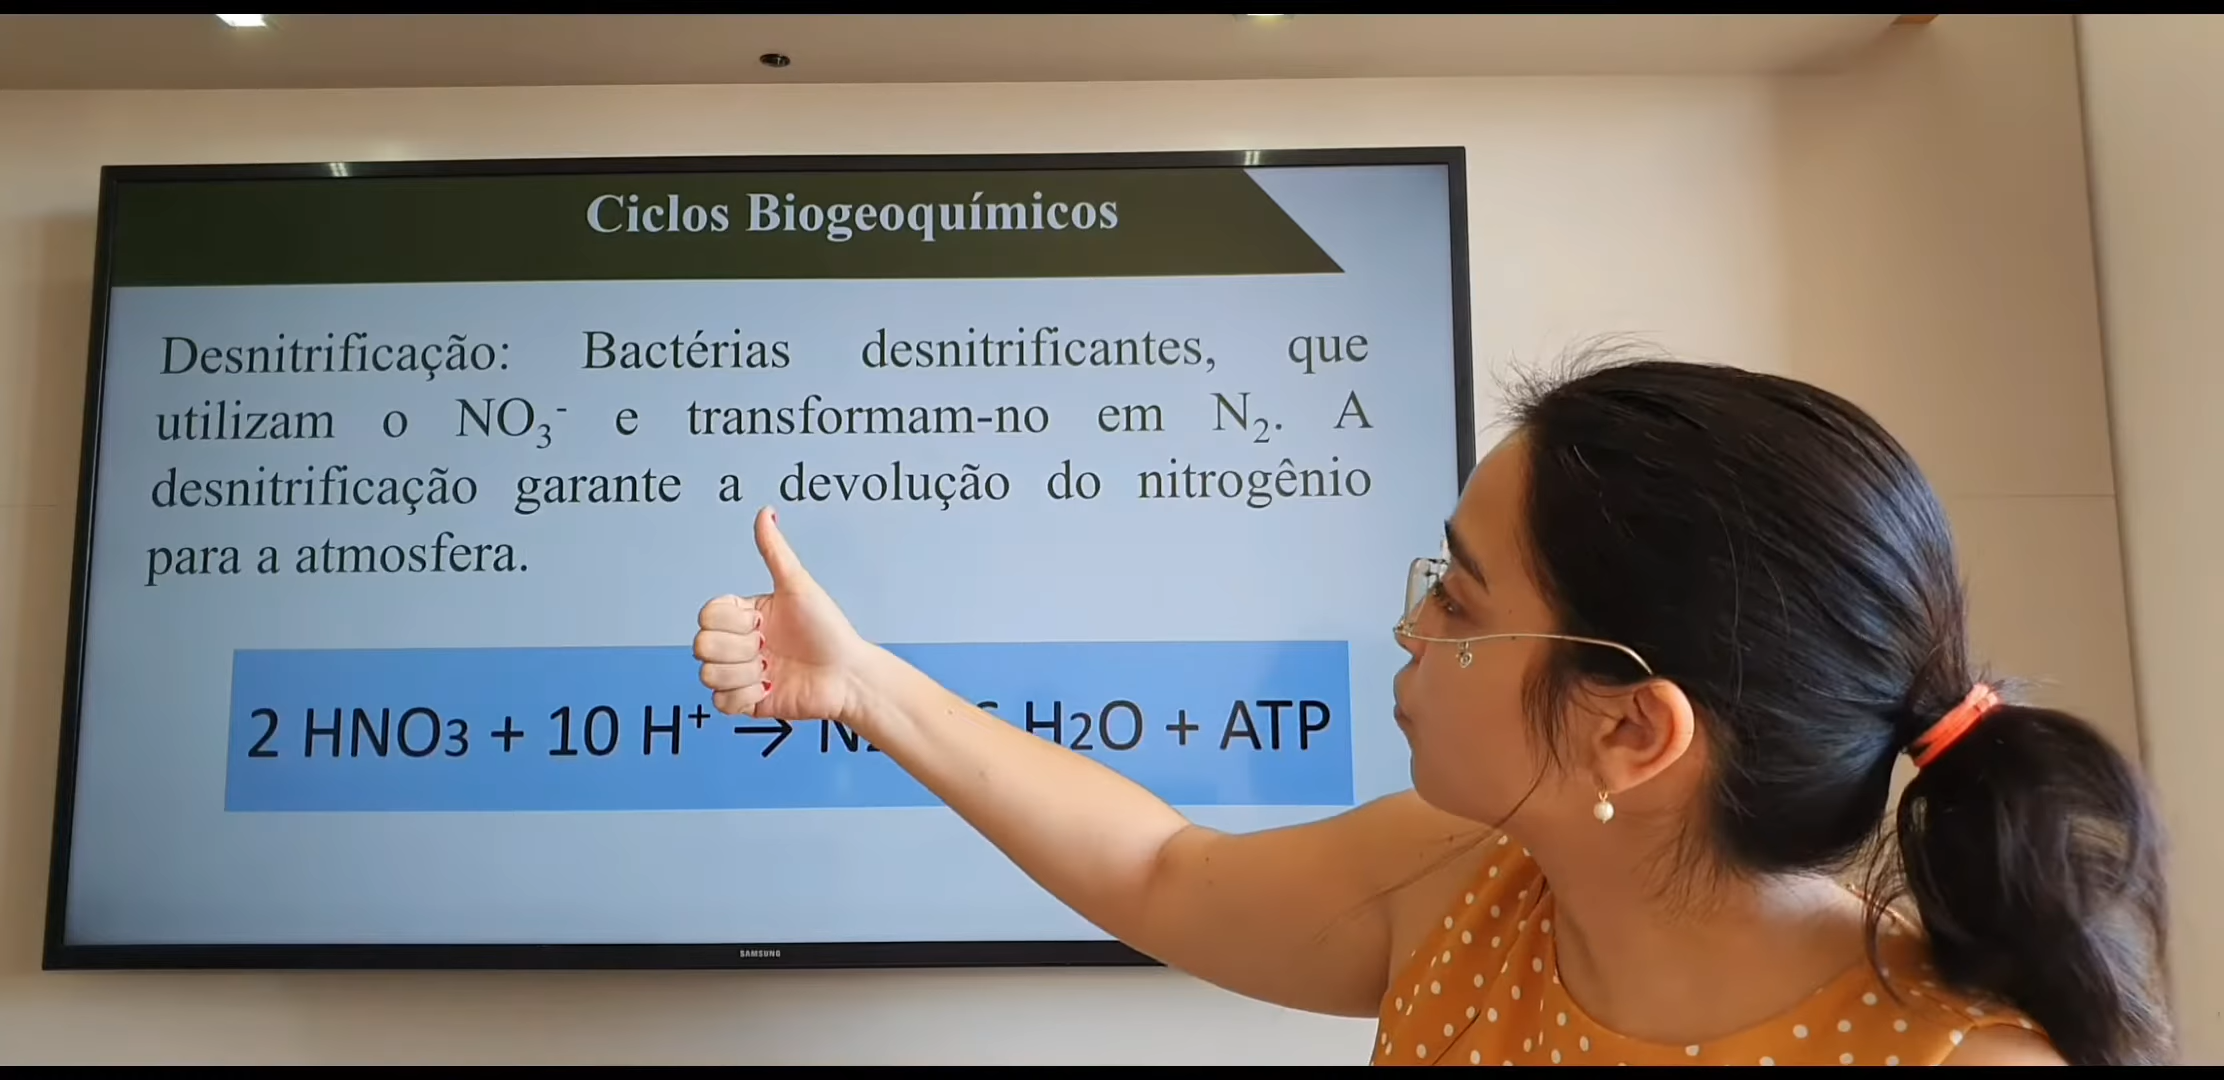 Ciclos Biogeoquímicos
Desnitrificação: Bactérias desnitrificantes, que
utilizam o NO₃⁻ e transformam-no em N₂. A
desnitrificação garante a devolução do nitrogênio
para a atmosfera.
2 HNO3 + 10 H⁺ → H2O + ATP
SAMSUNG